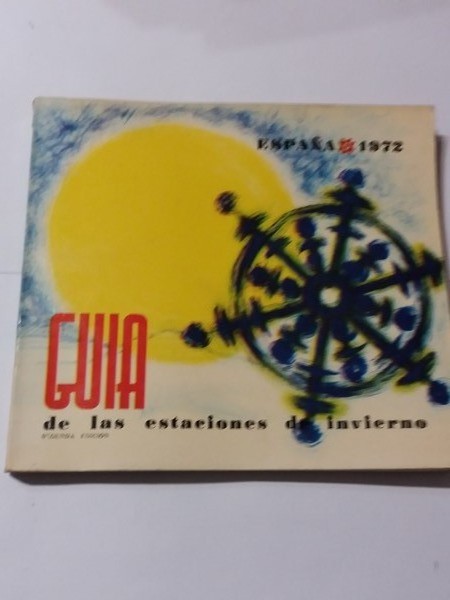 ESPAÑA 1972
GUIA
de las estaciones de invierno